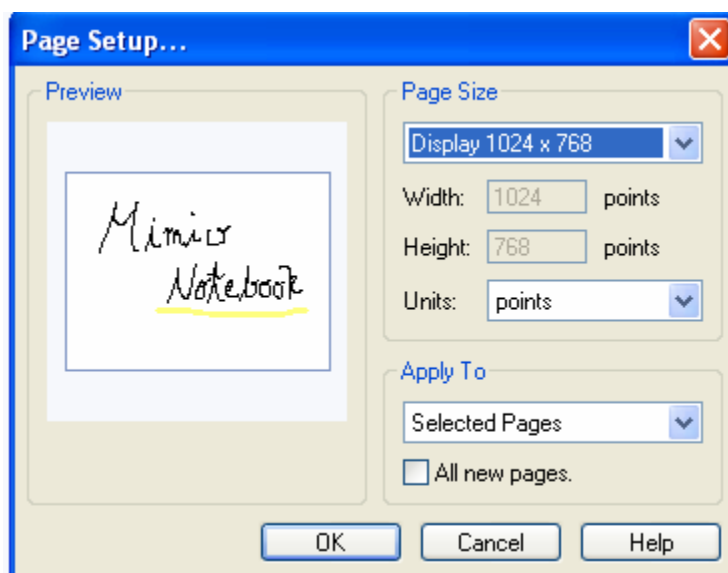 Page Setup...
Preview
Mimio
Notebook
Page Size
Display 1024 x 768
Width: 1024 points
Height: 768 points
Units: points
Apply To
Selected Pages
All new pages.
OK Cancel Help